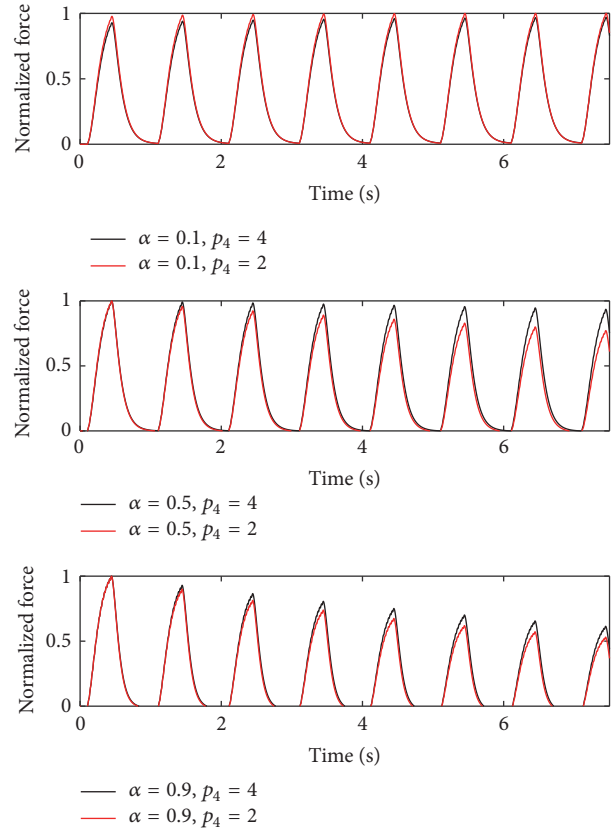 Normalized force
1
0.5
0
0 2 4 6
Time (s)
α = 0.1, p₄ = 4
α = 0.1, p₄ = 2
Normalized force
1
0.5
0
0 2 4 6
Time (s)
α = 0.5, p₄ = 4
α = 0.5, p₄ = 2
Normalized force
1
0.5
0
0 2 4 6
Time (s)
α = 0.9, p₄ = 4
α = 0.9, p₄ = 2